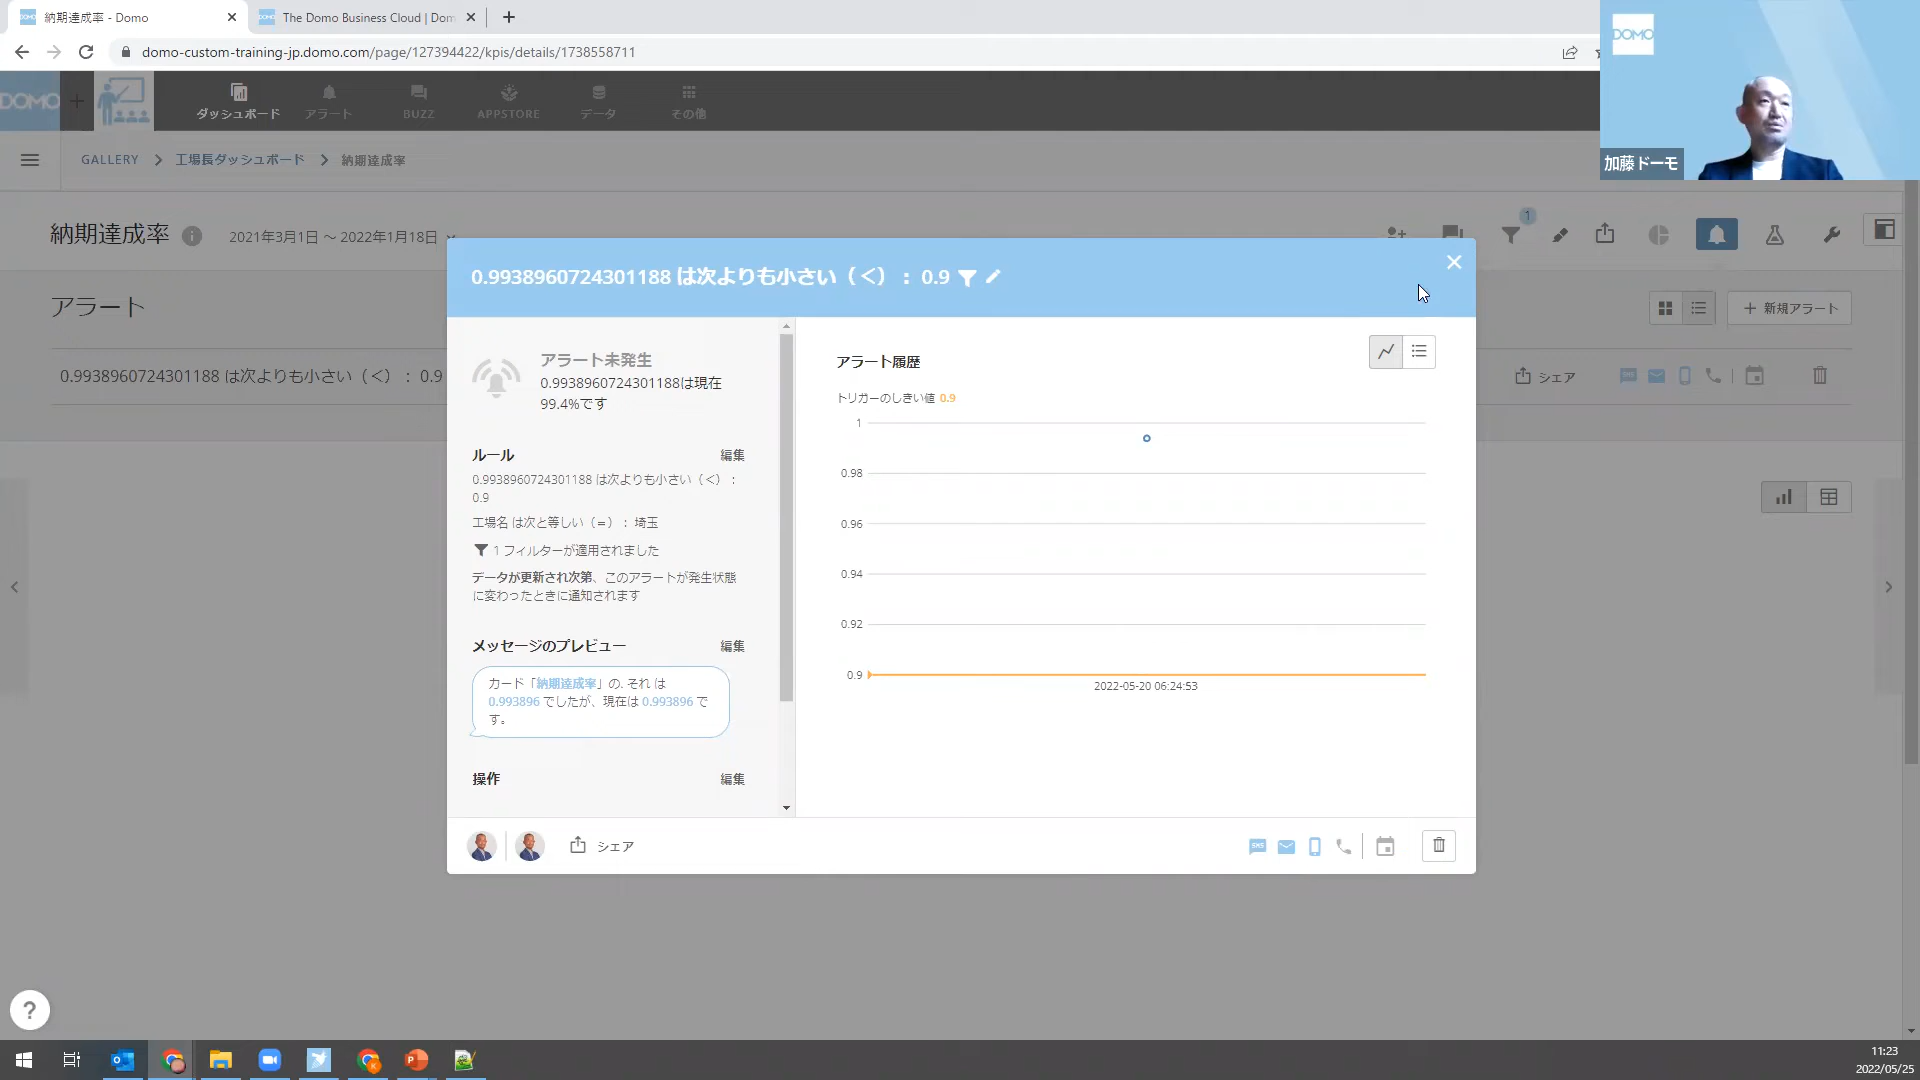 納期達成率 - Domo
The Domo Business Cloud | Dom
domo-custom-training-jp.domo.com/page/127394422/kpis/details/1738558711
DOMO
加藤ドーモ
DOMO
ダッシュボード
アラート
BUZZ
APPSTORE
データ
その他
GALLERY
工場長ダッシュボード
納期達成率
納期達成率
2021年3月1日 ～ 2022年1月18日
1
アラート
新規アラート
0.9938960724301188 は次よりも小さい（<）：0.9
シェア
0.9938960724301188 は次よりも小さい（<）：0.9
アラート未発生
0.9938960724301188は現在
99.4%です
ルール
編集
0.9938960724301188 は次よりも小さい（<）：
0.9
工場名 は次と等しい（=）：埼玉
1 フィルターが適用されました
データが更新され次第、このアラートが発生状態
に変わったときに通知されます
メッセージのプレビュー
編集
カード「納期達成率」の. それ は
0.993896 でしたが、現在は 0.993896 で
す。
操作
編集
アラート履歴
トリガーのしきい値 0.9
1
0.98
0.96
0.94
0.92
0.9
2022-05-20 06:24:53
シェア
SMS
?
11:23
2022/05/25